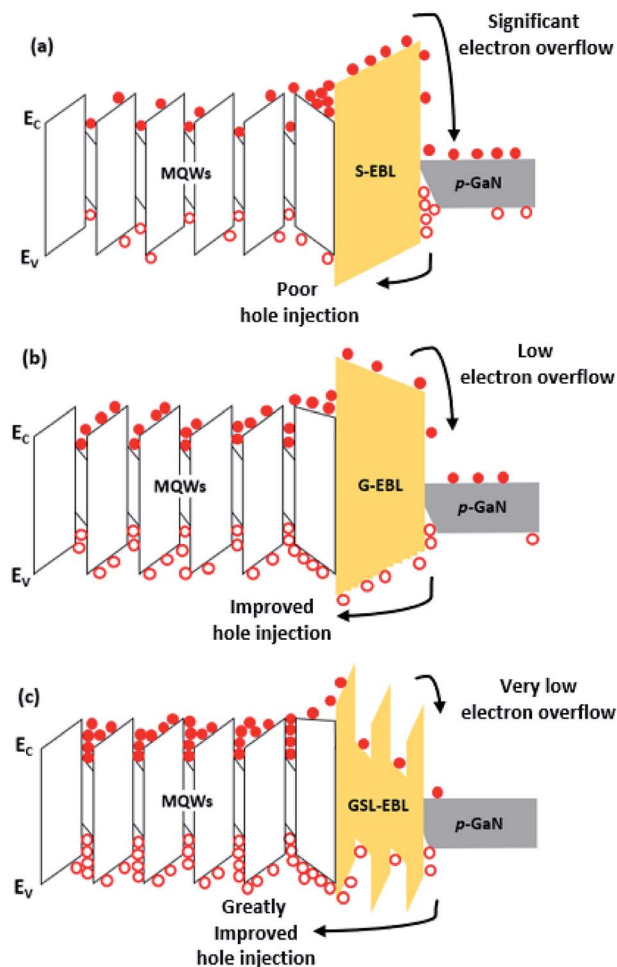 (a)
Significant
electron overflow
E_C
MQWs
S-EBL
p-GaN
E_V
Poor
hole injection
(b)
Low
electron overflow
E_C
MQWs
G-EBL
p-GaN
E_V
Improved
hole injection
(c)
Very low
electron overflow
E_C
MQWs
GSL-EBL
p-GaN
E_V
Greatly
Improved
hole injection